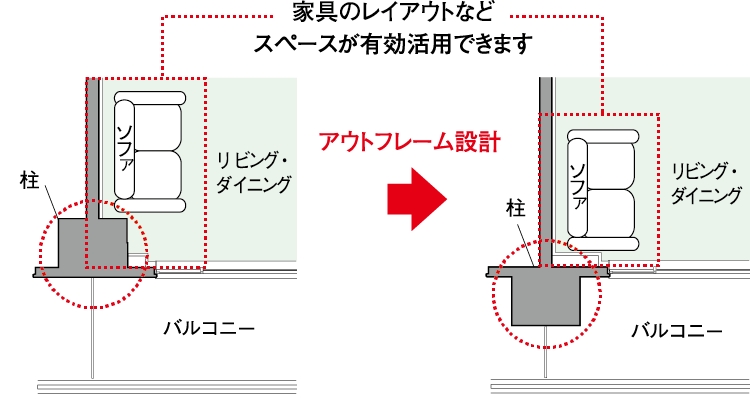 家具のレイアウトなど
スペースが有効活用できます
ソファ
リビング・
ダイニング
柱
バルコニー
アウトフレーム設計
ソファ
リビング・
ダイニング
柱
バルコニー